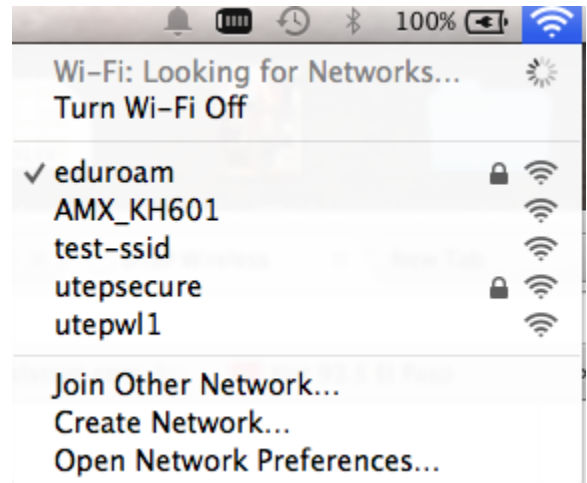 100%
Wi-Fi: Looking for Networks...
Turn Wi-Fi Off
eduroam
AMX_KH601
test-ssid
utepsecure
utepwl1
Join Other Network...
Create Network...
Open Network Preferences...